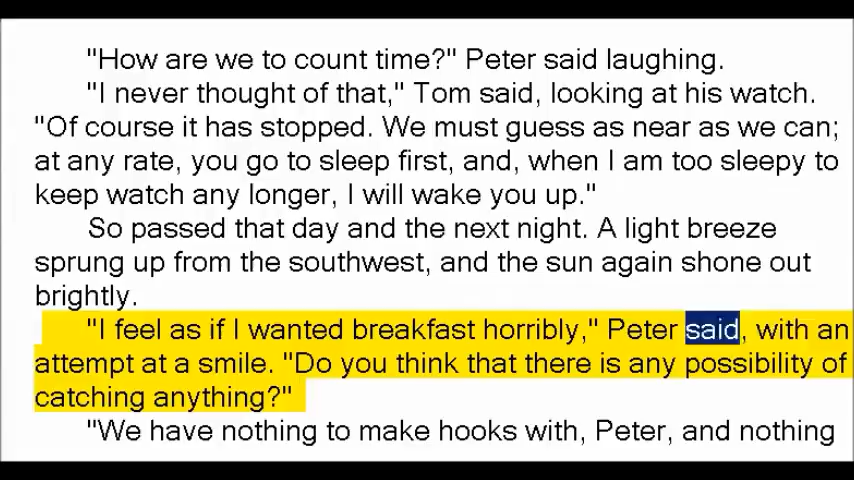 "How are we to count time?" Peter said laughing.
"I never thought of that," Tom said, looking at his watch.
"Of course it has stopped. We must guess as near as we can;
at any rate, you go to sleep first, and, when I am too sleepy to
keep watch any longer, I will wake you up."
So passed that day and the next night. A light breeze
sprung up from the southwest, and the sun again shone out
brightly.
"I feel as if I wanted breakfast horribly," Peter said, with an
attempt at a smile. "Do you think that there is any possibility of
catching anything?"
"We have nothing to make hooks with, Peter, and nothing